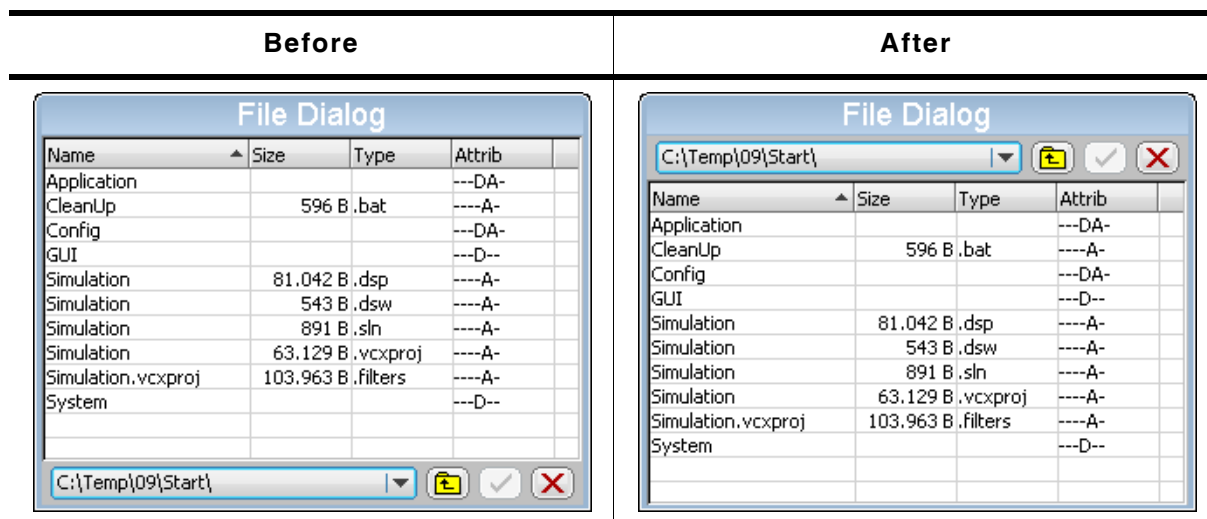 Before After
File Dialog
Name Size Type Attrib
Application ---DA-
CleanUp 596 B .bat ----A-
Config ---DA-
GUI ---D--
Simulation 81.042 B .dsp ----A-
Simulation 543 B .dsw ----A-
Simulation 891 B .sln ----A-
Simulation 63.129 B .vcxproj ----A-
Simulation.vcxproj 103.963 B .filters ----A-
System ---D--
C:\Temp\09\Start\
File Dialog
C:\Temp\09\Start\
Name Size Type Attrib
Application ---DA-
CleanUp 596 B .bat ----A-
Config ---DA-
GUI ---D--
Simulation 81.042 B .dsp ----A-
Simulation 543 B .dsw ----A-
Simulation 891 B .sln ----A-
Simulation 63.129 B .vcxproj ----A-
Simulation.vcxproj 103.963 B .filters ----A-
System ---D--